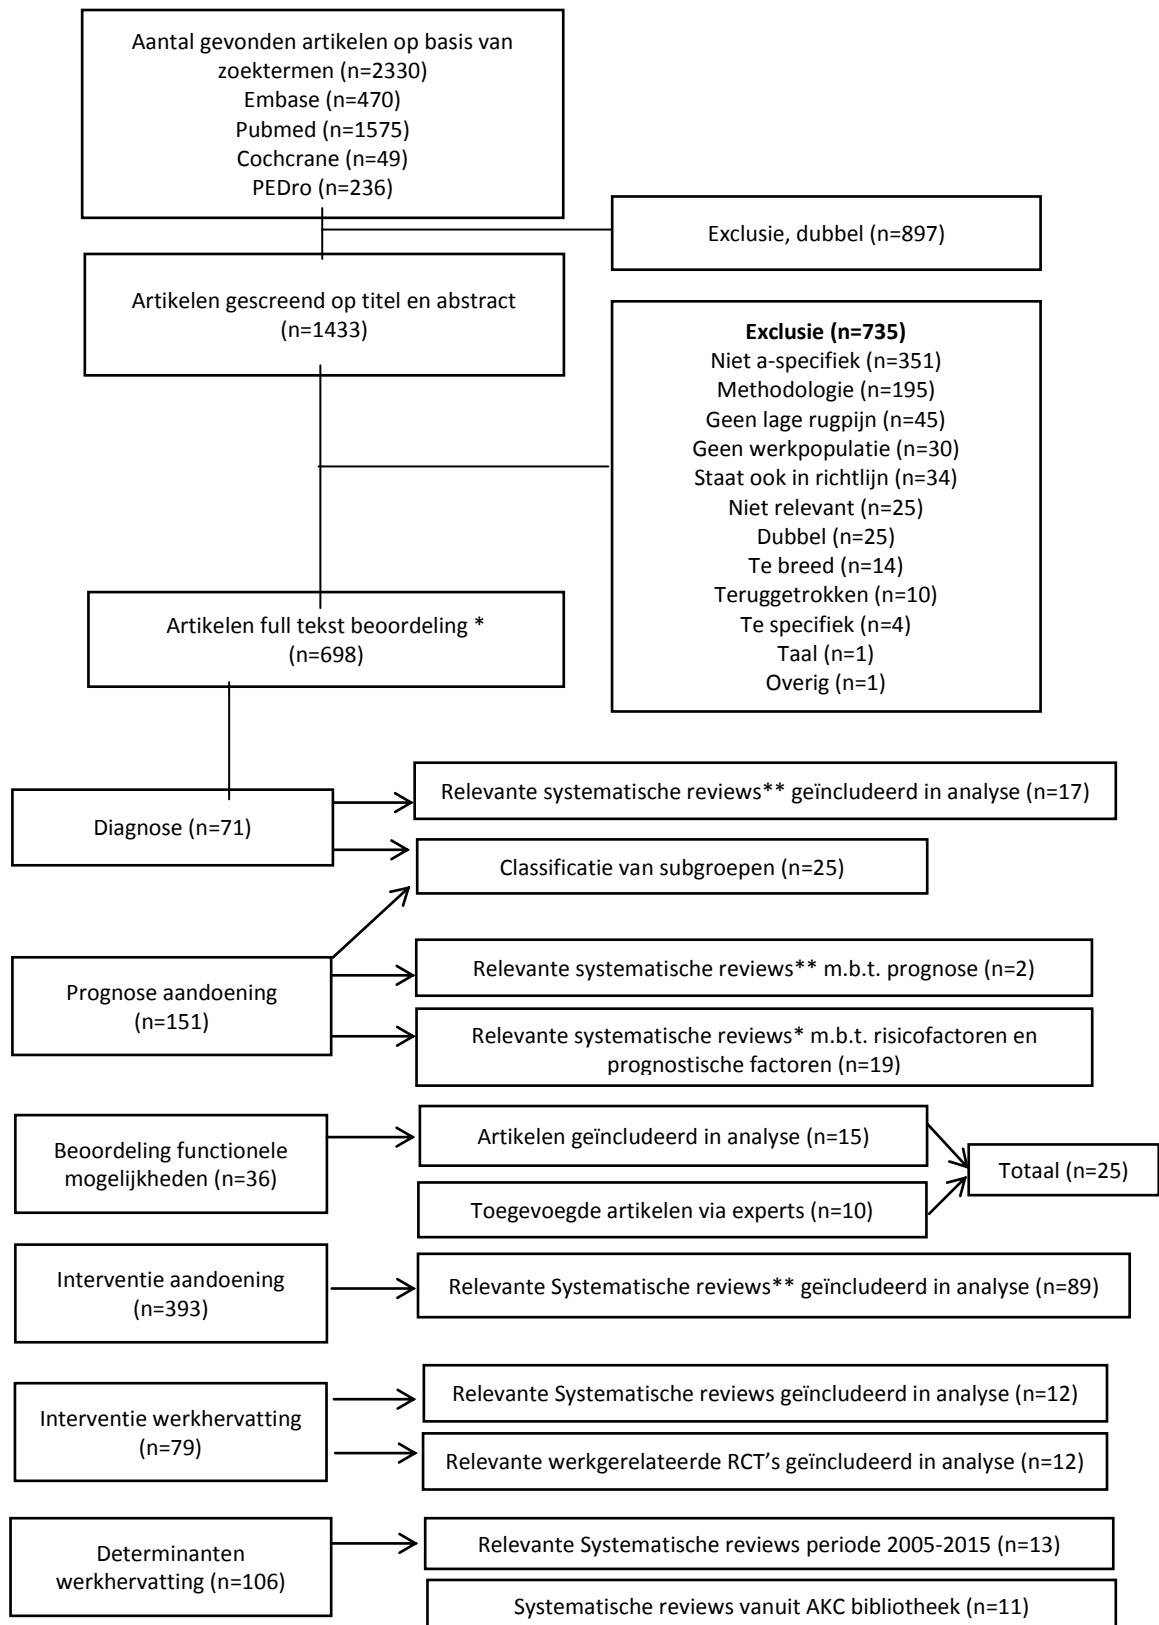 Aantal gevonden artikelen op basis van
zoektermen (n=2330)
Embase (n=470)
Pubmed (n=1575)
Cochcrane (n=49)
PEDro (n=236)
Exclusie, dubbel (n=897)
Artikelen gescreend op titel en abstract
(n=1433)
Exclusie (n=735)
Niet a-specifiek (n=351)
Methodologie (n=195)
Geen lage rugpijn (n=45)
Geen werkpopulatie (n=30)
Staat ook in richtlijn (n=34)
Niet relevant (n=25)
Dubbel (n=25)
Te breed (n=14)
Teruggetrokken (n=10)
Te specifiek (n=4)
Taal (n=1)
Overig (n=1)
Artikelen full tekst beoordeling *
(n=698)
Diagnose (n=71)
Relevante systematische reviews** geïncludeerd in analyse (n=17)
Classificatie van subgroepen (n=25)
Prognose aandoening
(n=151)
Relevante systematische reviews** m.b.t. prognose (n=2)
Relevante systematische reviews* m.b.t. risicofactoren en
prognostische factoren (n=19)
Beoordeling functionele
mogelijkheden (n=36)
Artikelen geïncludeerd in analyse (n=15)
Toegevoegde artikelen via experts (n=10)
Totaal (n=25)
Interventie aandoening
(n=393)
Relevante Systematische reviews** geïncludeerd in analyse (n=89)
Interventie werkhervatting
(n=79)
Relevante Systematische reviews geïncludeerd in analyse (n=12)
Relevante werkgerelateerde RCT's geïncludeerd in analyse (n=12)
Determinanten
werkhervatting (n=106)
Relevante Systematische reviews periode 2005-2015 (n=13)
Systematische reviews vanuit AKC bibliotheek (n=11)